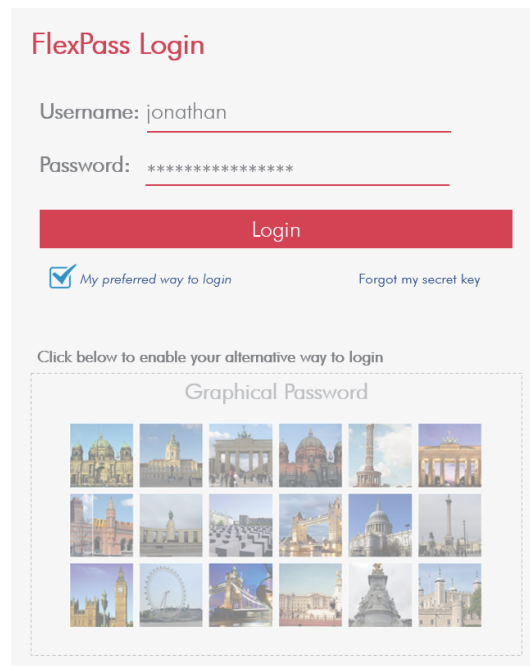 FlexPass Login
Username: jonathan
Password: ****************
Login
My preferred way to login
Forgot my secret key
Click below to enable your alternative way to login
Graphical Password